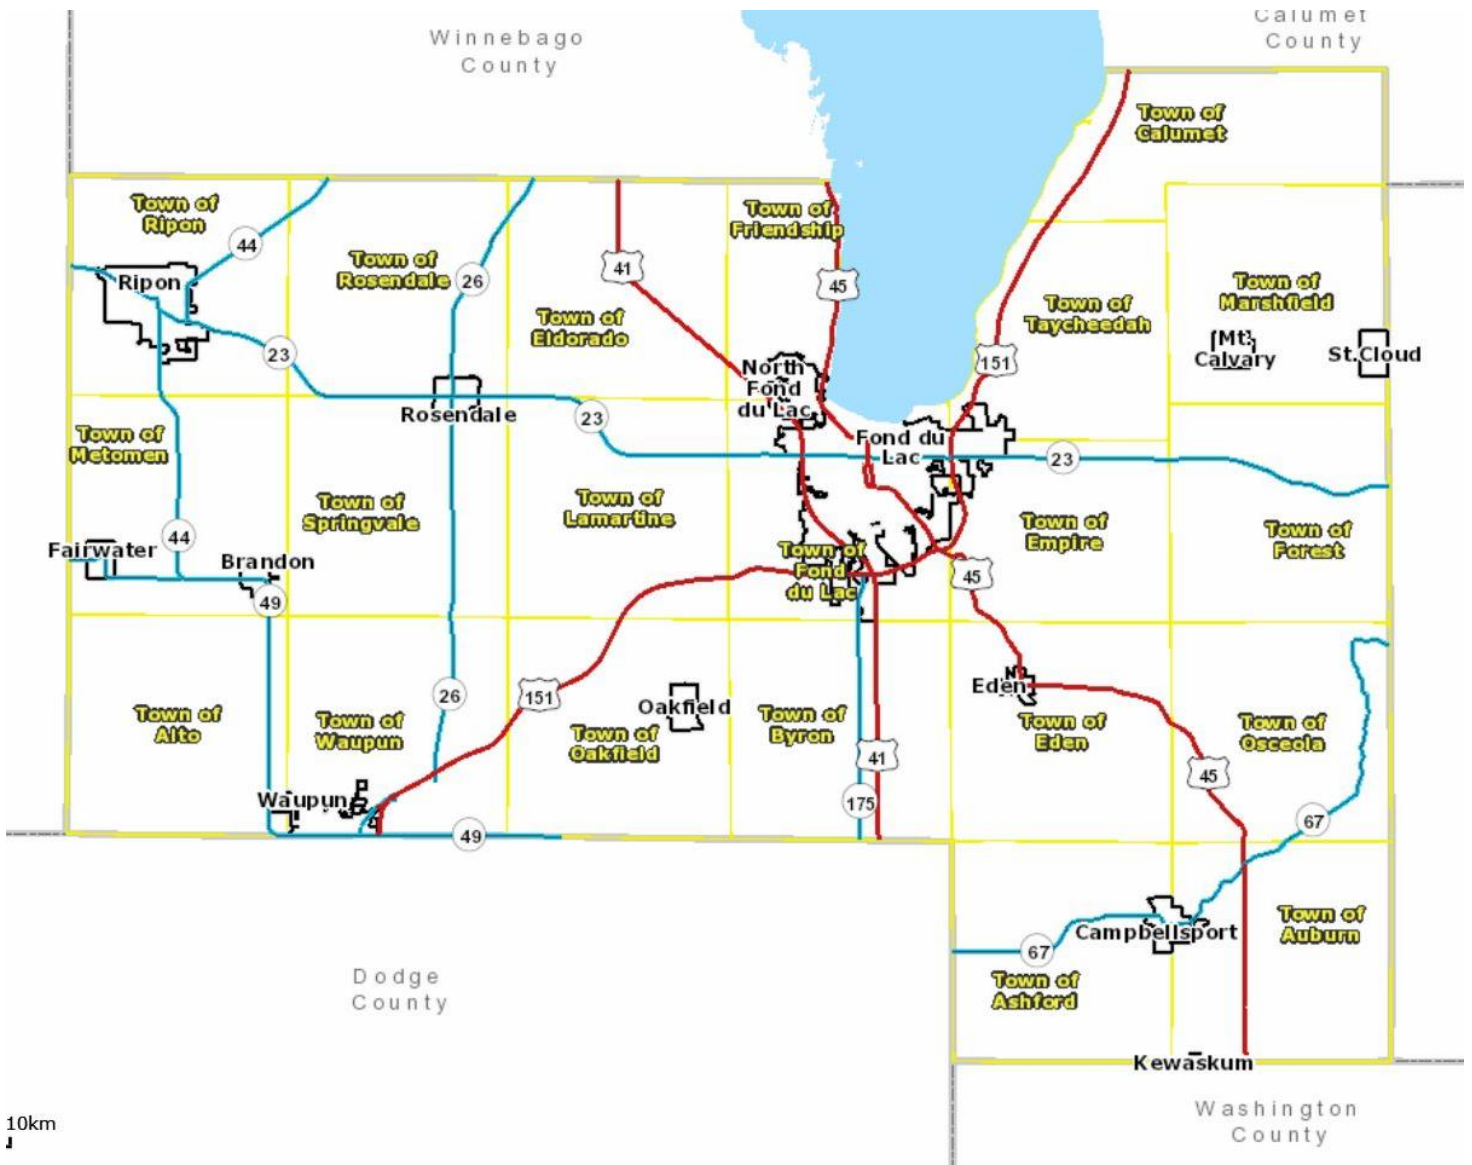 Calumet
County
Winnebago
County
Town of
Calumet
Town of
Ripon
Town of
Friendship
44
Town of
Rosendale
26
41
45
Ripon
Town of
Marshfield
Town of
Taycheedah
Town of
Eldorado
23
151
Mt.
Calvary
St.Cloud
North
Fond
du Lac
Rosendale
23
Town of
Metomen
Fond du
Lac
23
Town of
Springvale
Town of
Lamartine
Town of
Empire
Town of
Forest
44
Fairwater
Brandon
49
Town of
Fond
du Lac
45
26
151
Oakfield
Eden
Town of
Alto
Town of
Waupun
Town of
Oakfield
Town of
Byron
Town of
Eden
Town of
Osceola
41
45
Waupun
175
49
67
Campbellsport
Town of
Auburn
67
Town of
Ashford
Dodge
County
Kewaskum
Washington
County
10km